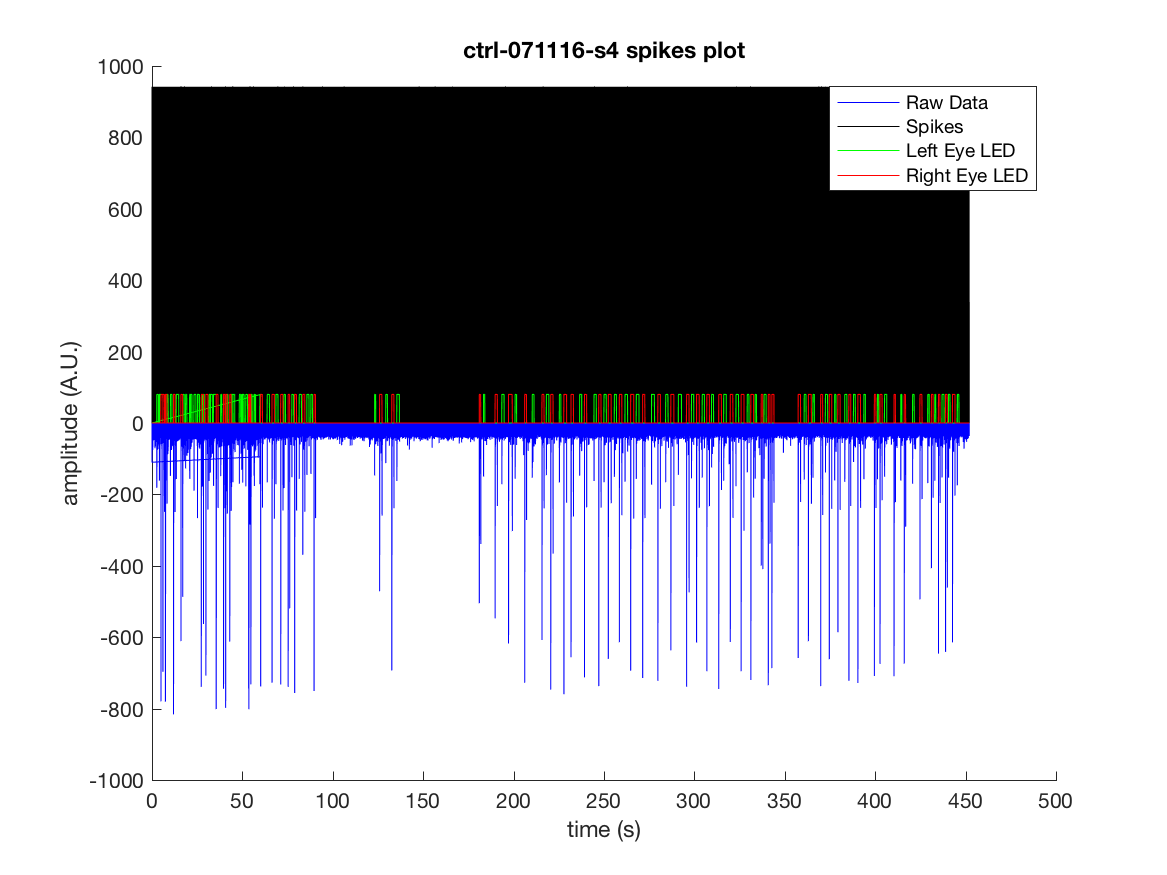 ctrl-071116-s4 spikes plot
1000
800
600
400
200
0
-200
-400
-600
-800
-1000
amplitude (A.U.)
Raw Data
Spikes
Left Eye LED
Right Eye LED
0 50 100 150 200 250 300 350 400 450 500
time (s)